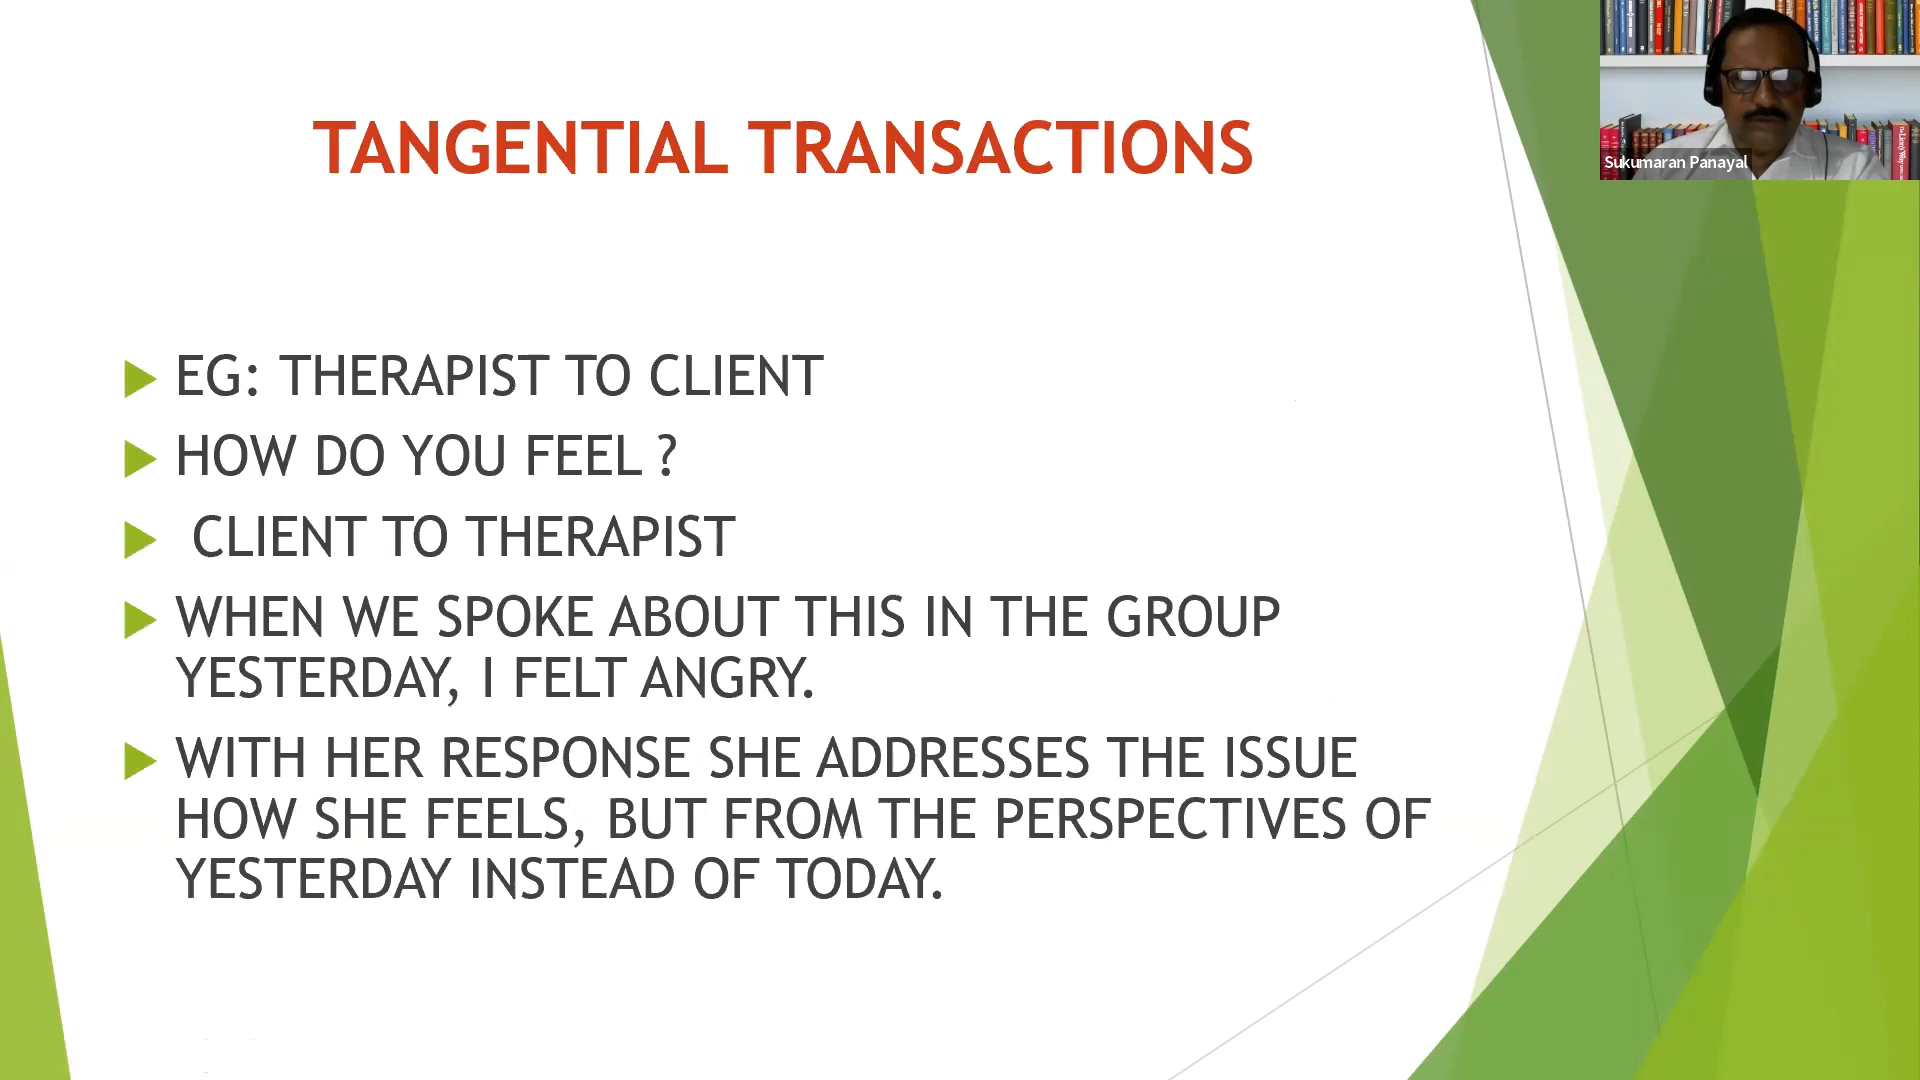 TANGENTIAL TRANSACTIONS
Sukumaran Panayal
EG: THERAPIST TO CLIENT
HOW DO YOU FEEL ?
CLIENT TO THERAPIST
WHEN WE SPOKE ABOUT THIS IN THE GROUP
YESTERDAY, I FELT ANGRY.
WITH HER RESPONSE SHE ADDRESSES THE ISSUE
HOW SHE FEELS, BUT FROM THE PERSPECTIVES OF
YESTERDAY INSTEAD OF TODAY.